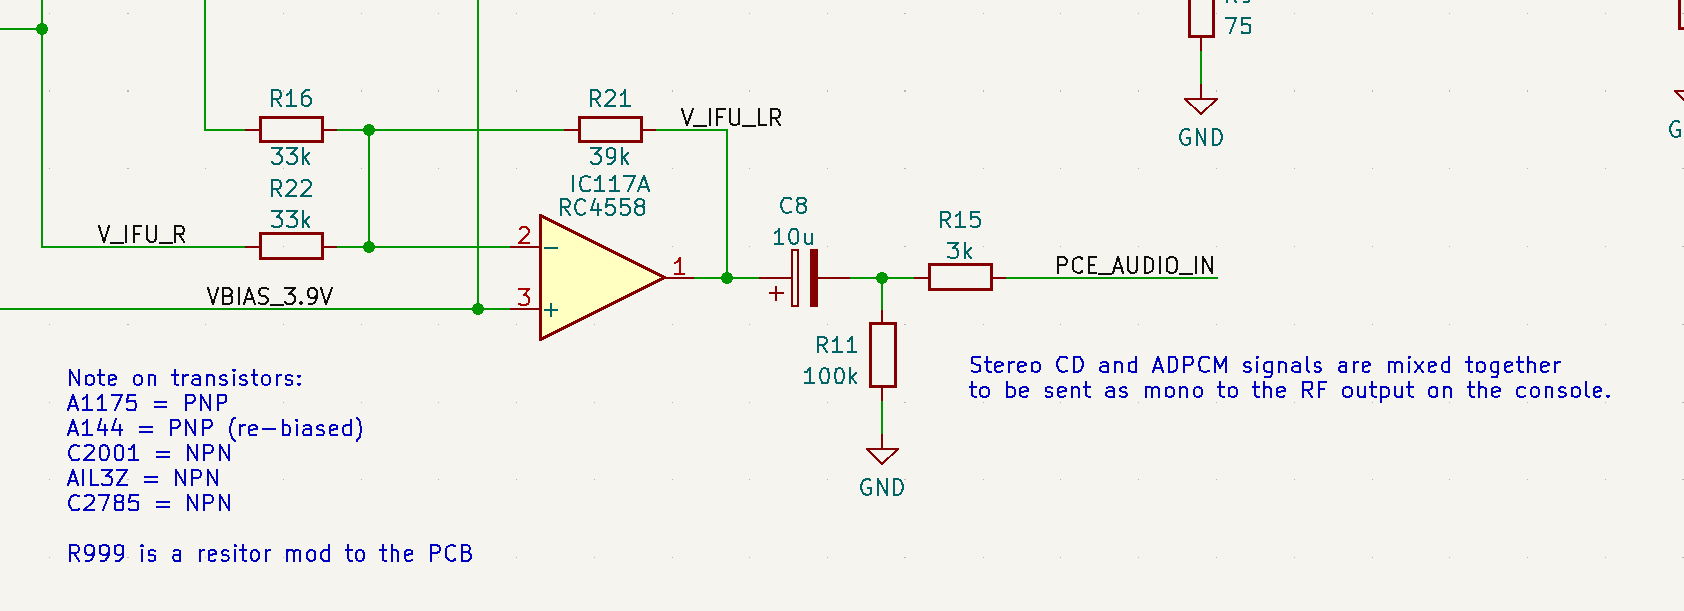 75
GND
R16
33k
R22
33k
R21
39k
V_IFU_LR
IC117A
RC4558
V_IFU_R
2
3
1
VBIAS_3.9V
C8
10u
R15
3k
PCE_AUDIO_IN
R11
100k
GND
Stereo CD and ADPCM signals are mixed together
to be sent as mono to the RF output on the console.
Note on transistors:
A1175 = PNP
A144 = PNP (re-biased)
C2001 = NPN
AIL3Z = NPN
C2785 = NPN
R999 is a resitor mod to the PCB